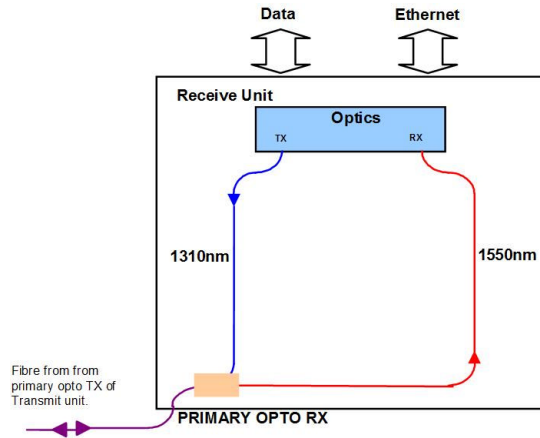 Data
Ethernet
Receive Unit
Optics
TX
RX
1310nm
1550nm
Fibre from from
primary opto TX of
Transmit unit.
PRIMARY OPTO RX